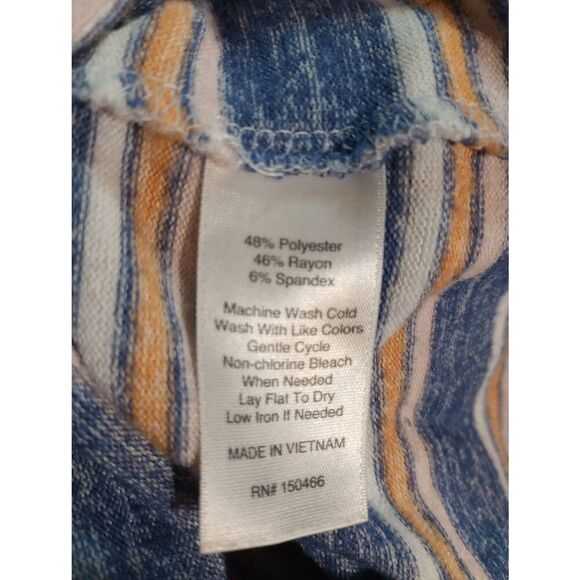 48% Polyester
46% Rayon
6% Spandex
Machine Wash Cold
Wash With Like Colors
Gentle Cycle
Non-chlorine Bleach
When Needed
Lay Flat To Dry
Low Iron If Needed
MADE IN VIETNAM
RN# 150466